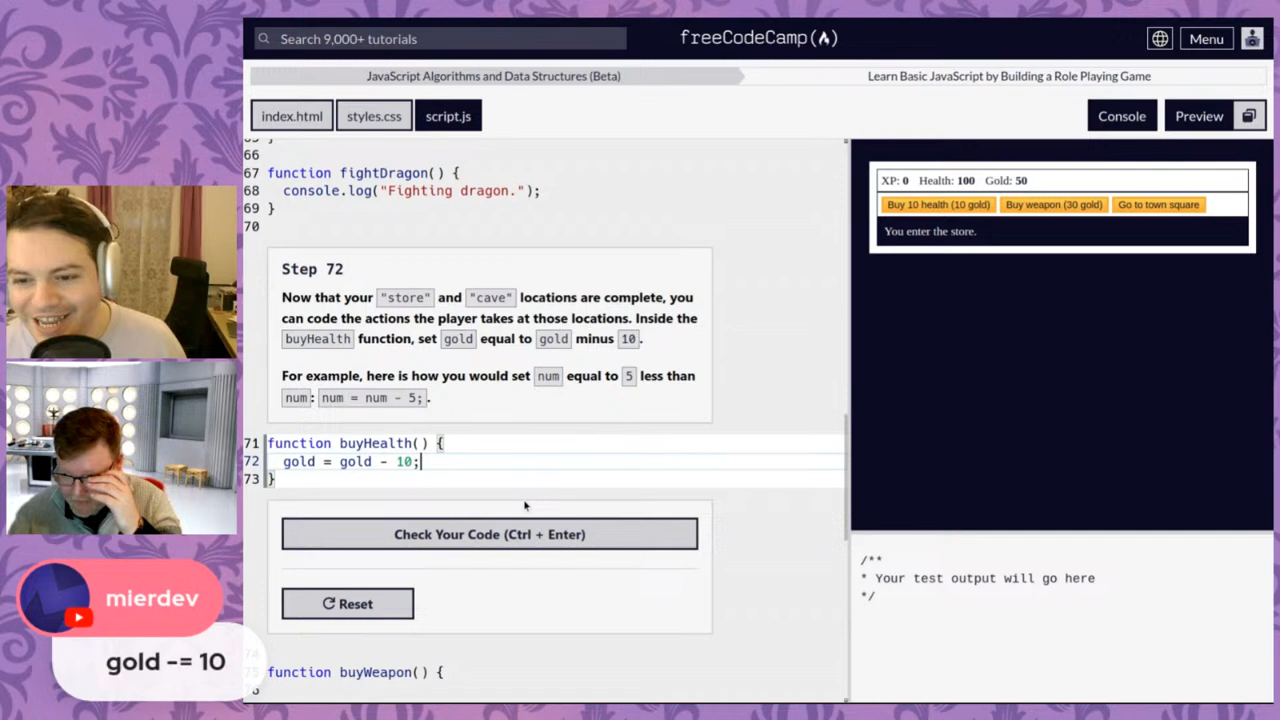 Search 9,000+ tutorials
freeCodeCamp
Menu
JavaScript Algorithms and Data Structures (Beta)
Learn Basic JavaScript by Building a Role Playing Game
index.html
styles.css
script.js
Console
Preview
65 }
66
67 function fightDragon() {
68 console.log("Fighting dragon.");
69 }
70
Step 72
Now that your "store" and "cave" locations are complete, you
can code the actions the player takes at those locations. Inside the
buyHealth function, set gold equal to gold minus 10.
For example, here is how you would set num equal to 5 less than
num: num = num - 5;.
71 function buyHealth() {
72 gold = gold - 10;
73 }
Check Your Code (Ctrl + Enter)
Reset
74
75 function buyWeapon() {
XP: 0 Health: 100 Gold: 50
Buy 10 health (10 gold)
Buy weapon (30 gold)
Go to town square
You enter the store.
/**
* Your test output will go here
*/
mierdev
gold -= 10